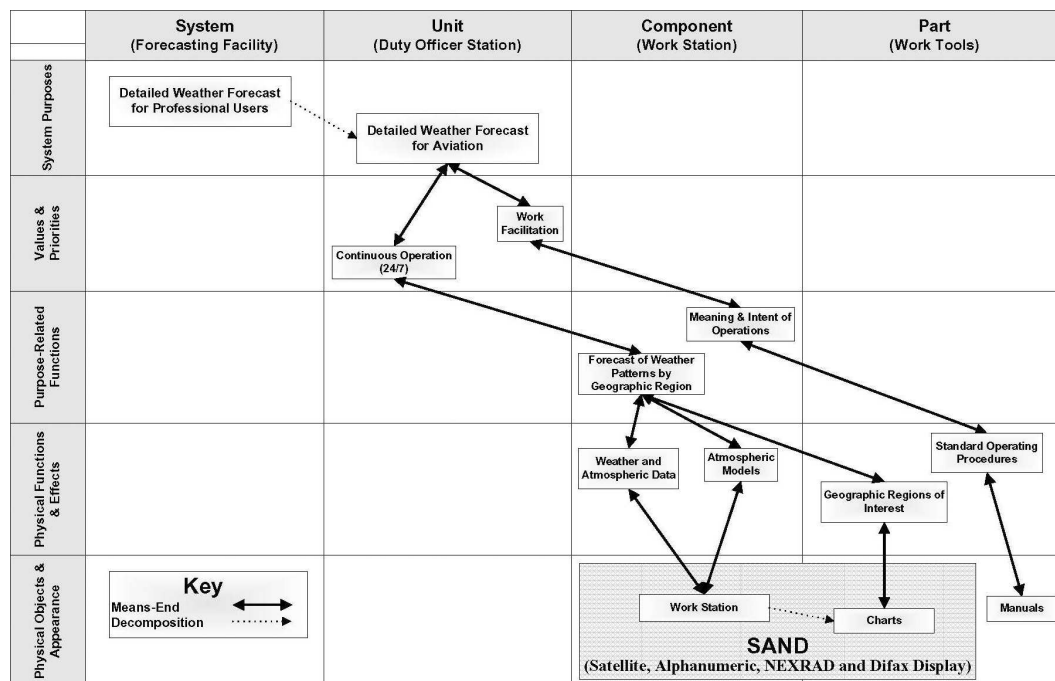 System
(Forecasting Facility)
Unit
(Duty Officer Station)
Component
(Work Station)
Part
(Work Tools)
System Purposes
Detailed Weather Forecast
for Professional Users
Detailed Weather Forecast
for Aviation
Values &
Priorities
Work
Facilitation
Continuous Operation
(24/7)
Purpose-Related
Functions
Meaning & Intent of
Operations
Forecast of Weather
Patterns by
Geographic Region
Physical Functions
& Effects
Weather and
Atmospheric Data
Atmospheric
Models
Standard Operating
Procedures
Geographic Regions of
Interest
Physical Objects &
Appearance
Key
Means-End
Decomposition
Work Station
Charts
Manuals
SAND
(Satellite, Alphanumeric, NEXRAD and Difax Display)